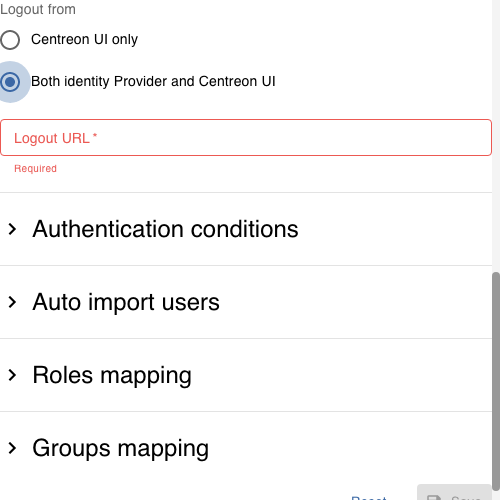 Logout from
Centreon UI only
Both identity Provider and Centreon UI
Logout URL *
Required
Authentication conditions
Auto import users
Roles mapping
Groups mapping
Reset Save